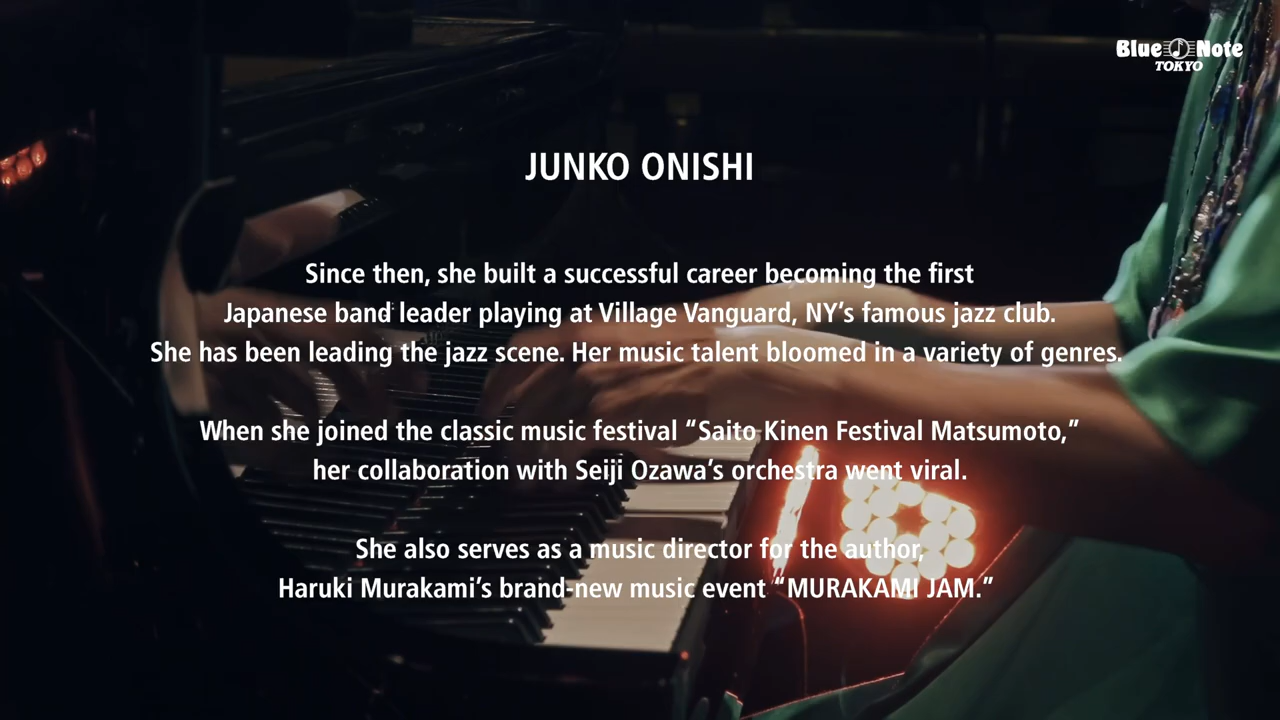 Blue Note
TOKYO
JUNKO ONISHI
Since then, she built a successful career becoming the first
Japanese band leader playing at Village Vanguard, NY’s famous jazz club.
She has been leading the jazz scene. Her music talent bloomed in a variety of genres.
When she joined the classic music festival “Saito Kinen Festival Matsumoto,”
her collaboration with Seiji Ozawa’s orchestra went viral.
She also serves as a music director for the author,
Haruki Murakami’s brand-new music event “MURAKAMI JAM.”